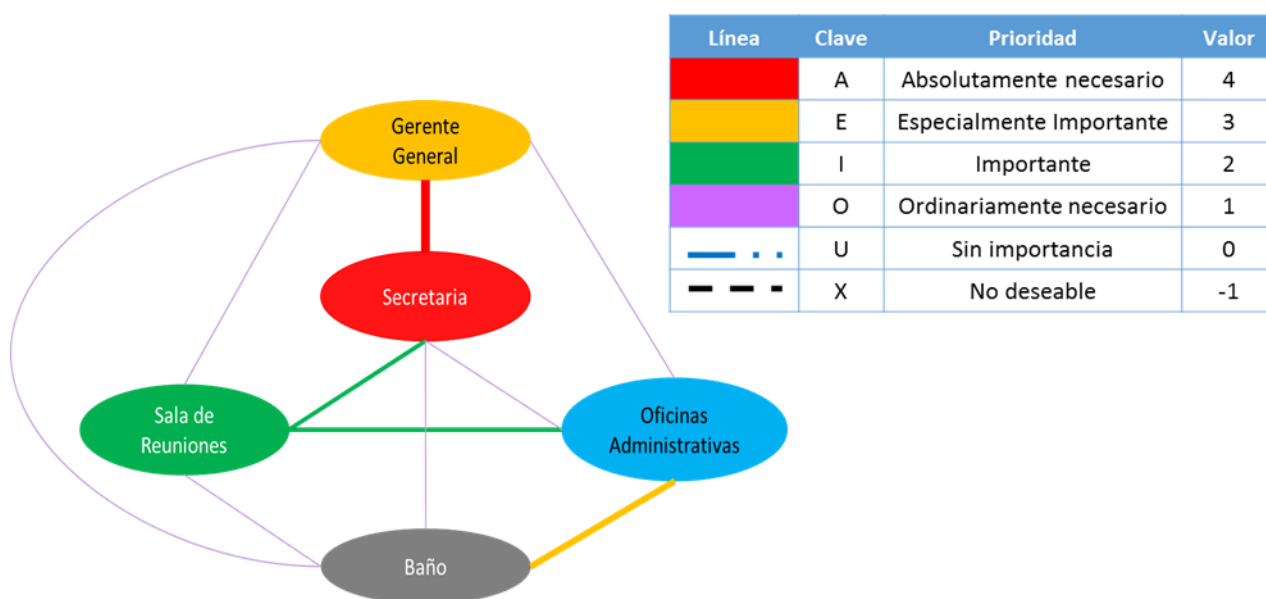 Línea Clave Prioridad Valor
A Absolutamente necesario 4
E Especialmente Importante 3
I Importante 2
O Ordinariamente necesario 1
U Sin importancia 0
X No deseable -1
Gerente
General
Secretaria
Sala de
Reuniones
Oficinas
Administrativas
Baño